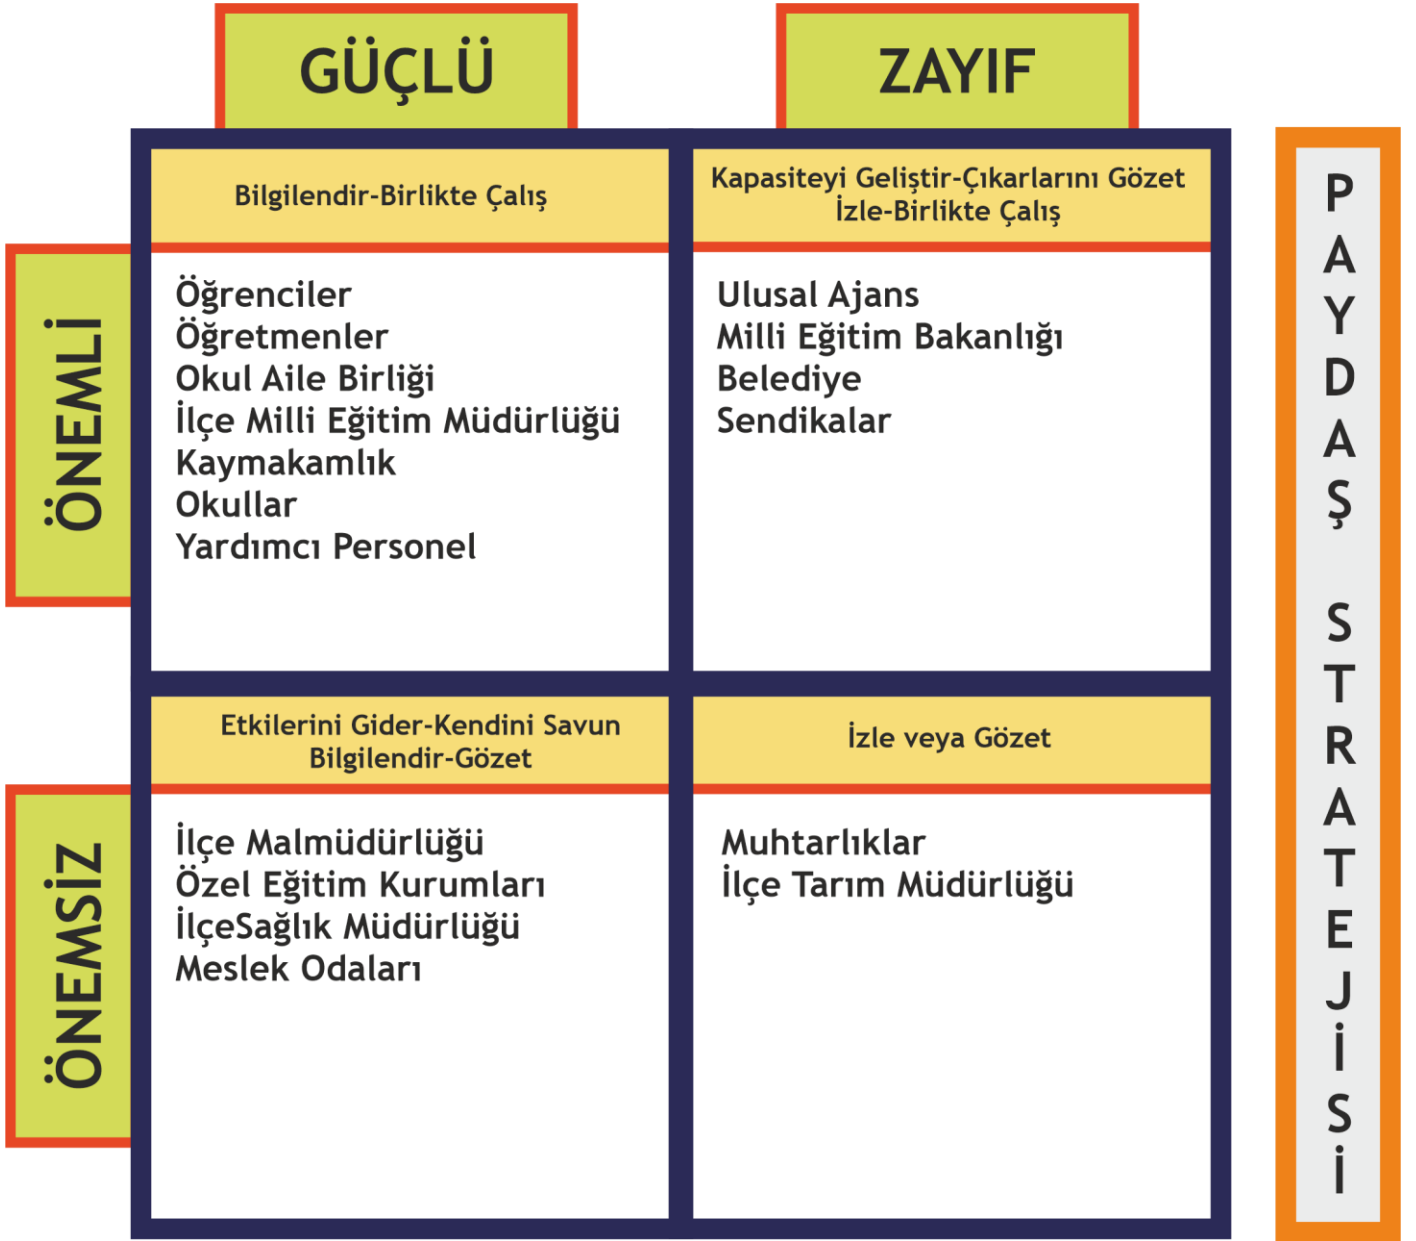 GÜÇLÜ
ZAYIF
Bilgilendir-Birlikte Çalış
Kapasiteyi Geliştir-Çıkarlarını Gözet
İzle-Birlikte Çalış
ÖNEMLİ
Öğrenciler
Öğretmenler
Okul Aile Birliği
İlçe Milli Eğitim Müdürlüğü
Kaymakamlık
Okullar
Yardımcı Personel
Ulusal Ajans
Milli Eğitim Bakanlığı
Belediye
Sendikalar
Etkilerini Gider-Kendini Savun
Bilgilendir-Gözet
İzle veya Gözet
ÖNEMSİZ
İlçe Malmüdürlüğü
Özel Eğitim Kurumları
İlçeSağlık Müdürlüğü
Meslek Odaları
Muhtarlıklar
İlçe Tarım Müdürlüğü
PAYDAŞ STRATEJİSİ